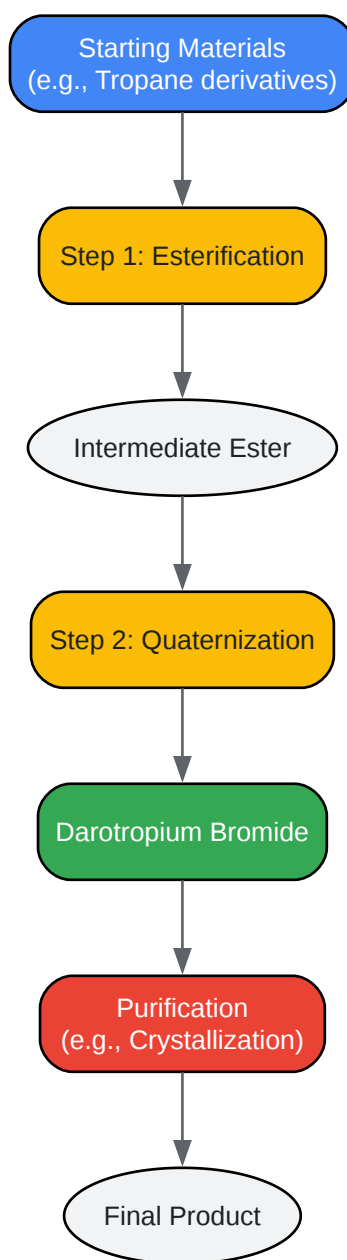 Starting Materials
(e.g., Tropane derivatives)
Step 1: Esterification
Intermediate Ester
Step 2: Quaternization
Darotropium Bromide
Purification
(e.g., Crystallization)
Final Product